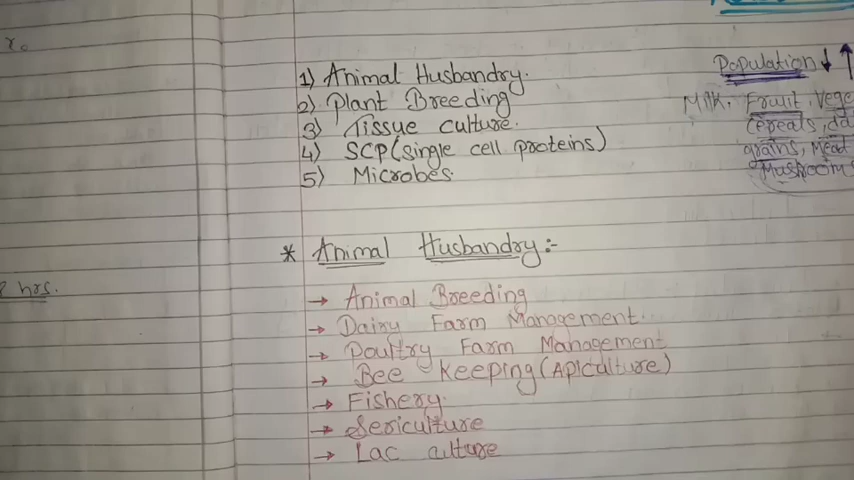 1) Animal Husbandry.
2) Plant Breeding
3) Tissue culture.
4) SCP (single cell proteins)
5) Microbes.
Population ↓ ↑
Milk, Fruit, Vege
Cereals, da
grains, Meat
Mushroom
* Animal Husbandry:-
→ Animal Breeding
→ Dairy Farm Management.
→ Poultry Farm Management
→ Bee Keeping (Apiculture)
→ Fishery.
→ Sericulture
→ Lac culture
hrs.